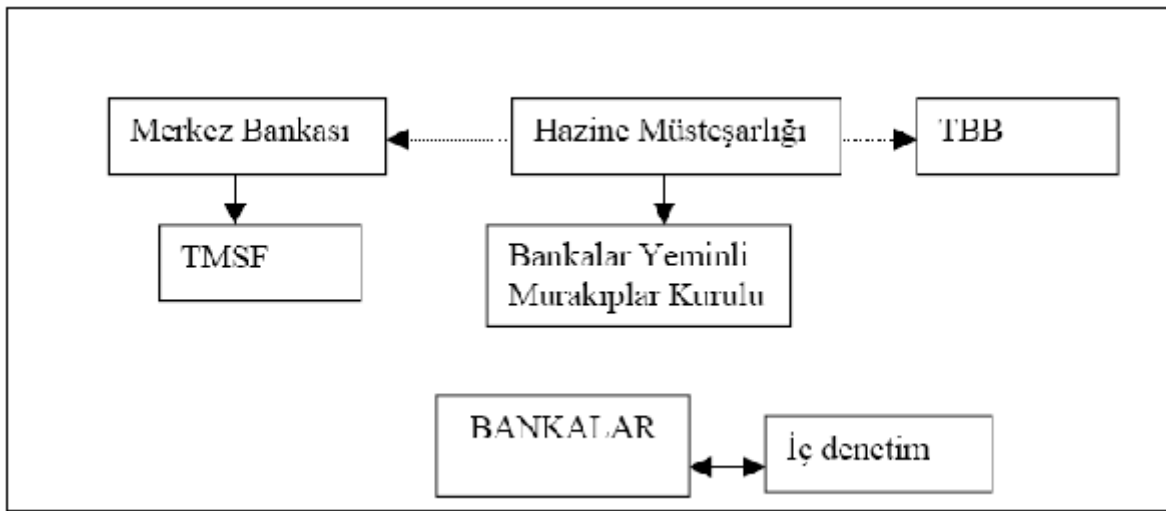 Merkez Bankası
Hazine Müsteşarlığı
TBB
TMSF
Bankalar Yeminli
Murakıplar Kurulu
BANKALAR
İç denetim